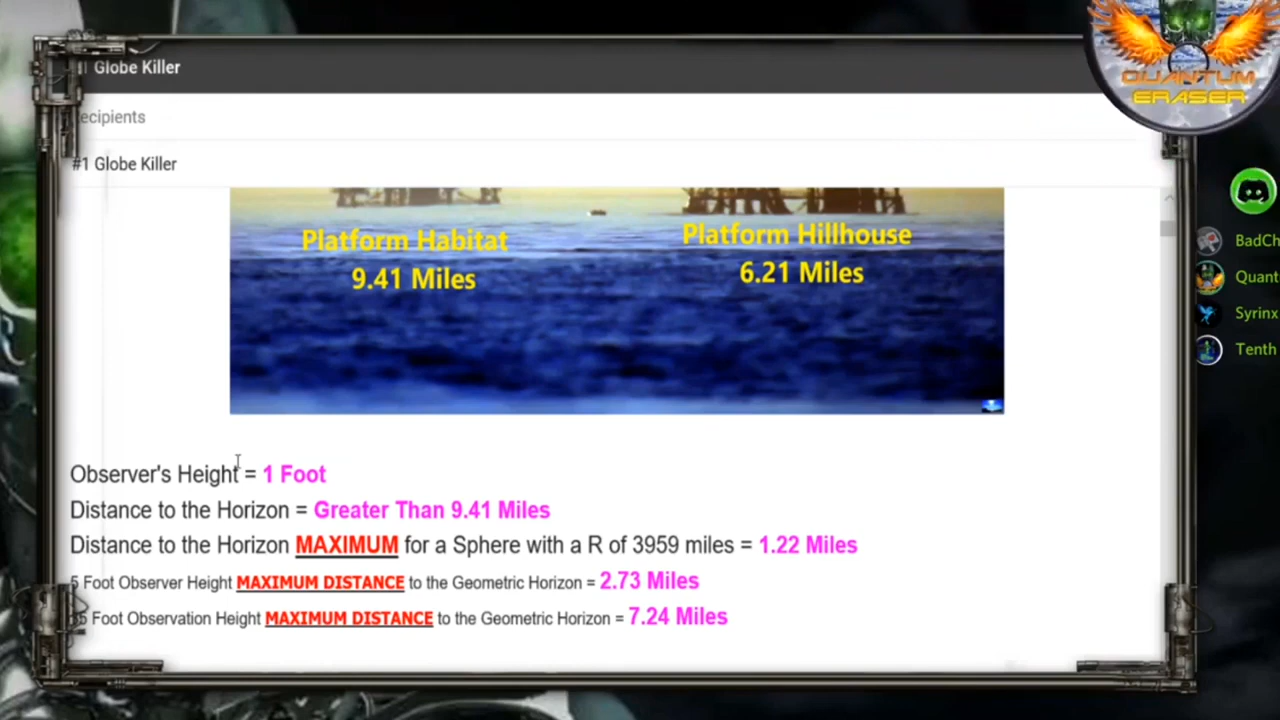 Globe Killer
ecipients
#1 Globe Killer
QUANTUM
ERASER
Platform Habitat
9.41 Miles
Platform Hillhouse
6.21 Miles
BadCh
Quant
Syrinx
Tenth
Observer's Height = 1 Foot
Distance to the Horizon = Greater Than 9.41 Miles
Distance to the Horizon MAXIMUM for a Sphere with a R of 3959 miles = 1.22 Miles
5 Foot Observer Height MAXIMUM DISTANCE to the Geometric Horizon = 2.73 Miles
5 Foot Observation Height MAXIMUM DISTANCE to the Geometric Horizon = 7.24 Miles